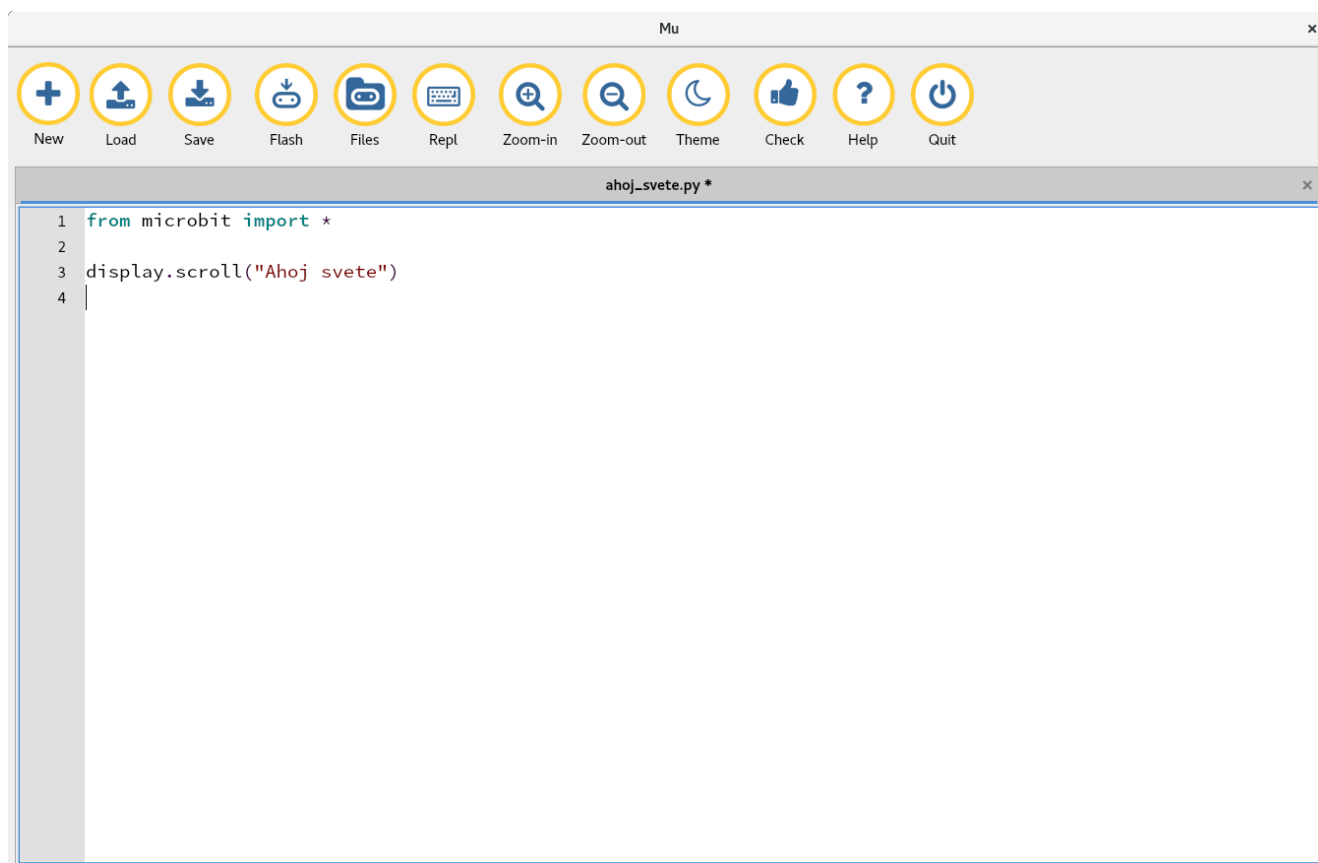 Mu
New Load Save Flash Files Repl Zoom-in Zoom-out Theme Check Help Quit
ahoj_svete.py *
1 from microbit import *
2
3 display.scroll("Ahoj svete")
4